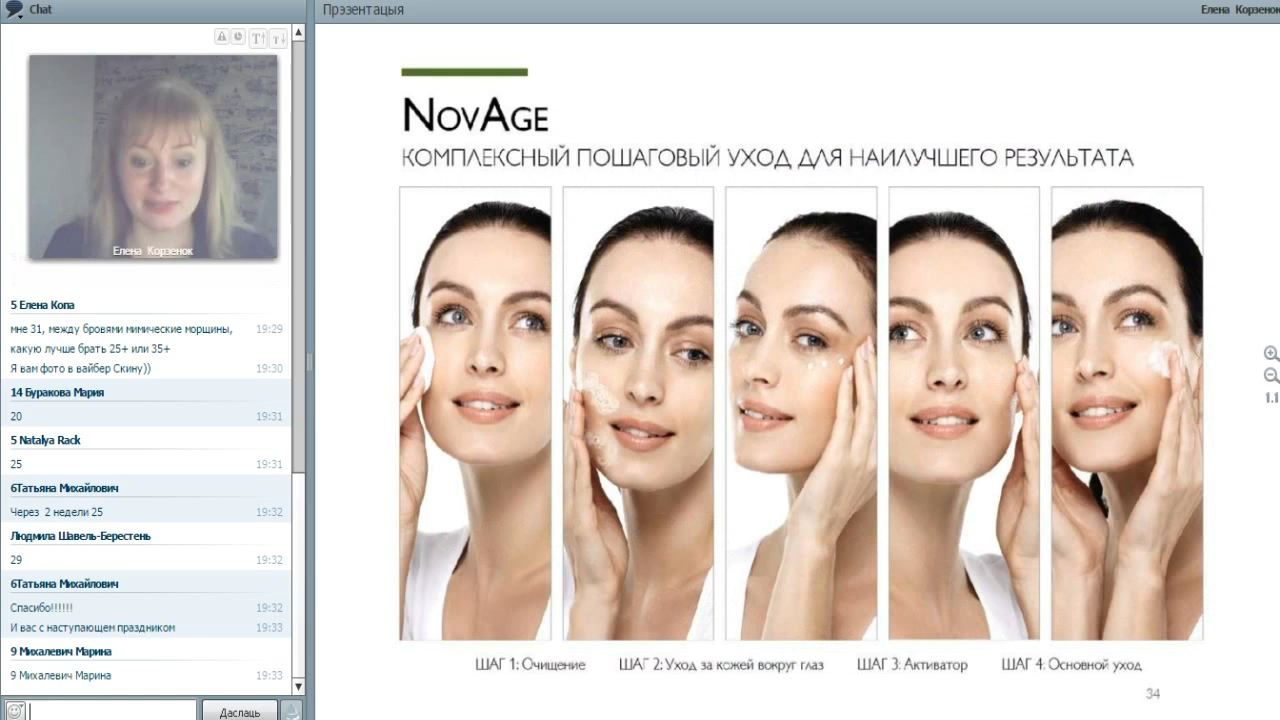 Chat
Елена Корзенок
5 Елена Копа
мне 31, между бровями мимические морщины, 19:29
какую лучше брать 25+ или 35+
Я вам фото в вайбер Скину)) 19:30
14 Буракова Мария
20 19:31
5 Natalya Rack
25 19:31
6Татьяна Михайлович
Через 2 недели 25 19:32
Людмила Шавель-Берестень
29 19:32
6Татьяна Михайлович
Спасибо!!!!!! 19:32
И вас с наступающем праздником 19:33
9 Михалевич Марина
9 Михалевич Марина 19:33
Даслаць
Прэзентацыя
Елена Корзенок
NovAge
КОМПЛЕКСНЫЙ ПОШАГОВЫЙ УХОД ДЛЯ НАИЛУЧШЕГО РЕЗУЛЬТАТА
ШАГ 1: Очищение ШАГ 2: Уход за кожей вокруг глаз ШАГ 3: Активатор ШАГ 4: Основной уход
34
1.1